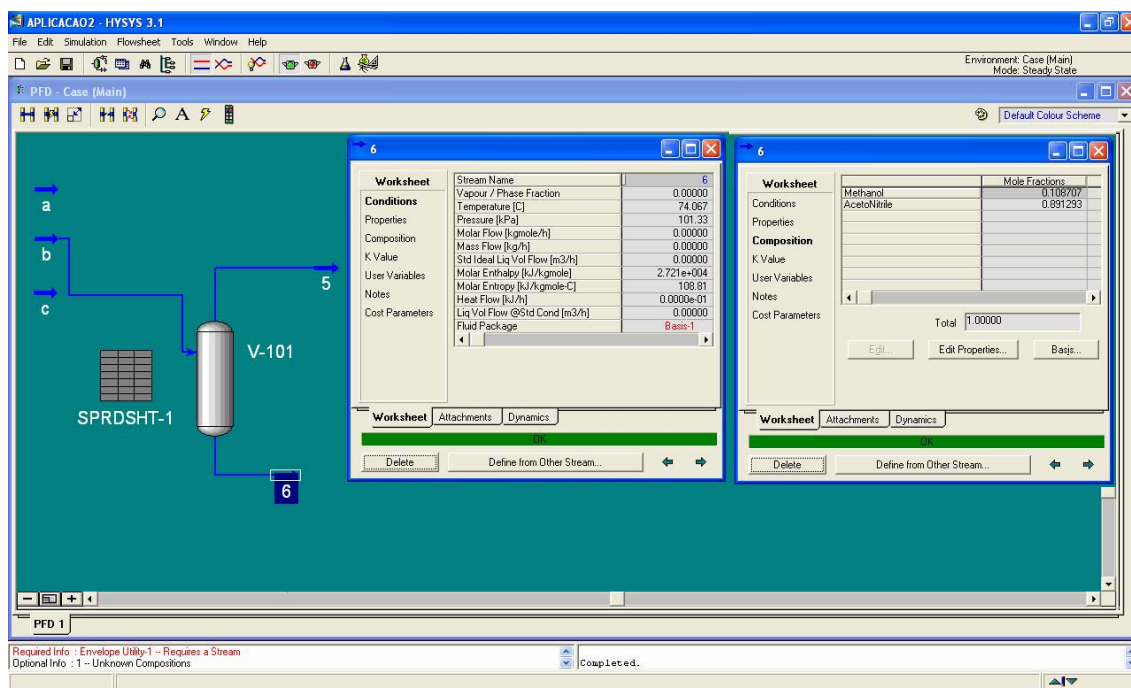 APLICACAO2 - HYSYS 3.1
File Edit Simulation Flowsheet Tools Window Help
Environment: Case (Main)
Mode: Steady State
PFD - Case (Main)
A
Default Colour Scheme
a
b
c
5
V-101
SPRDSHT-1
6
6
Worksheet
Conditions
Properties
Composition
K Value
User Variables
Notes
Cost Parameters
Stream Name 6
Vapour / Phase Fraction 0.00000
Temperature [C] 74.067
Pressure [kPa] 101.33
Molar Flow [kgmole/h] 0.00000
Mass Flow [kg/h] 0.00000
Std Ideal Liq Vol Flow [m3/h] 0.00000
Molar Enthalpy [kJ/kgmole] 2.721e+004
Molar Entropy [kJ/kgmole-C] 108.81
Heat Flow [kJ/h] 0.0000e-01
Liq Vol Flow @Std Cond [m3/h] 0.00000
Fluid Package Basis-1
Worksheet Attachments Dynamics
OK
Delete Define from Other Stream...
6
Worksheet
Conditions
Properties
Composition
K Value
User Variables
Notes
Cost Parameters
Mole Fractions
Methanol 0.108707
AcetoNitrile 0.891293
Total 1.00000
Edit... Edit Properties... Basis...
Worksheet Attachments Dynamics
OK
Delete Define from Other Stream...
PFD 1
Required Info : Envelope Utility-1 -- Requires a Stream
Optional Info : 1 -- Unknown Compositions
Completed.